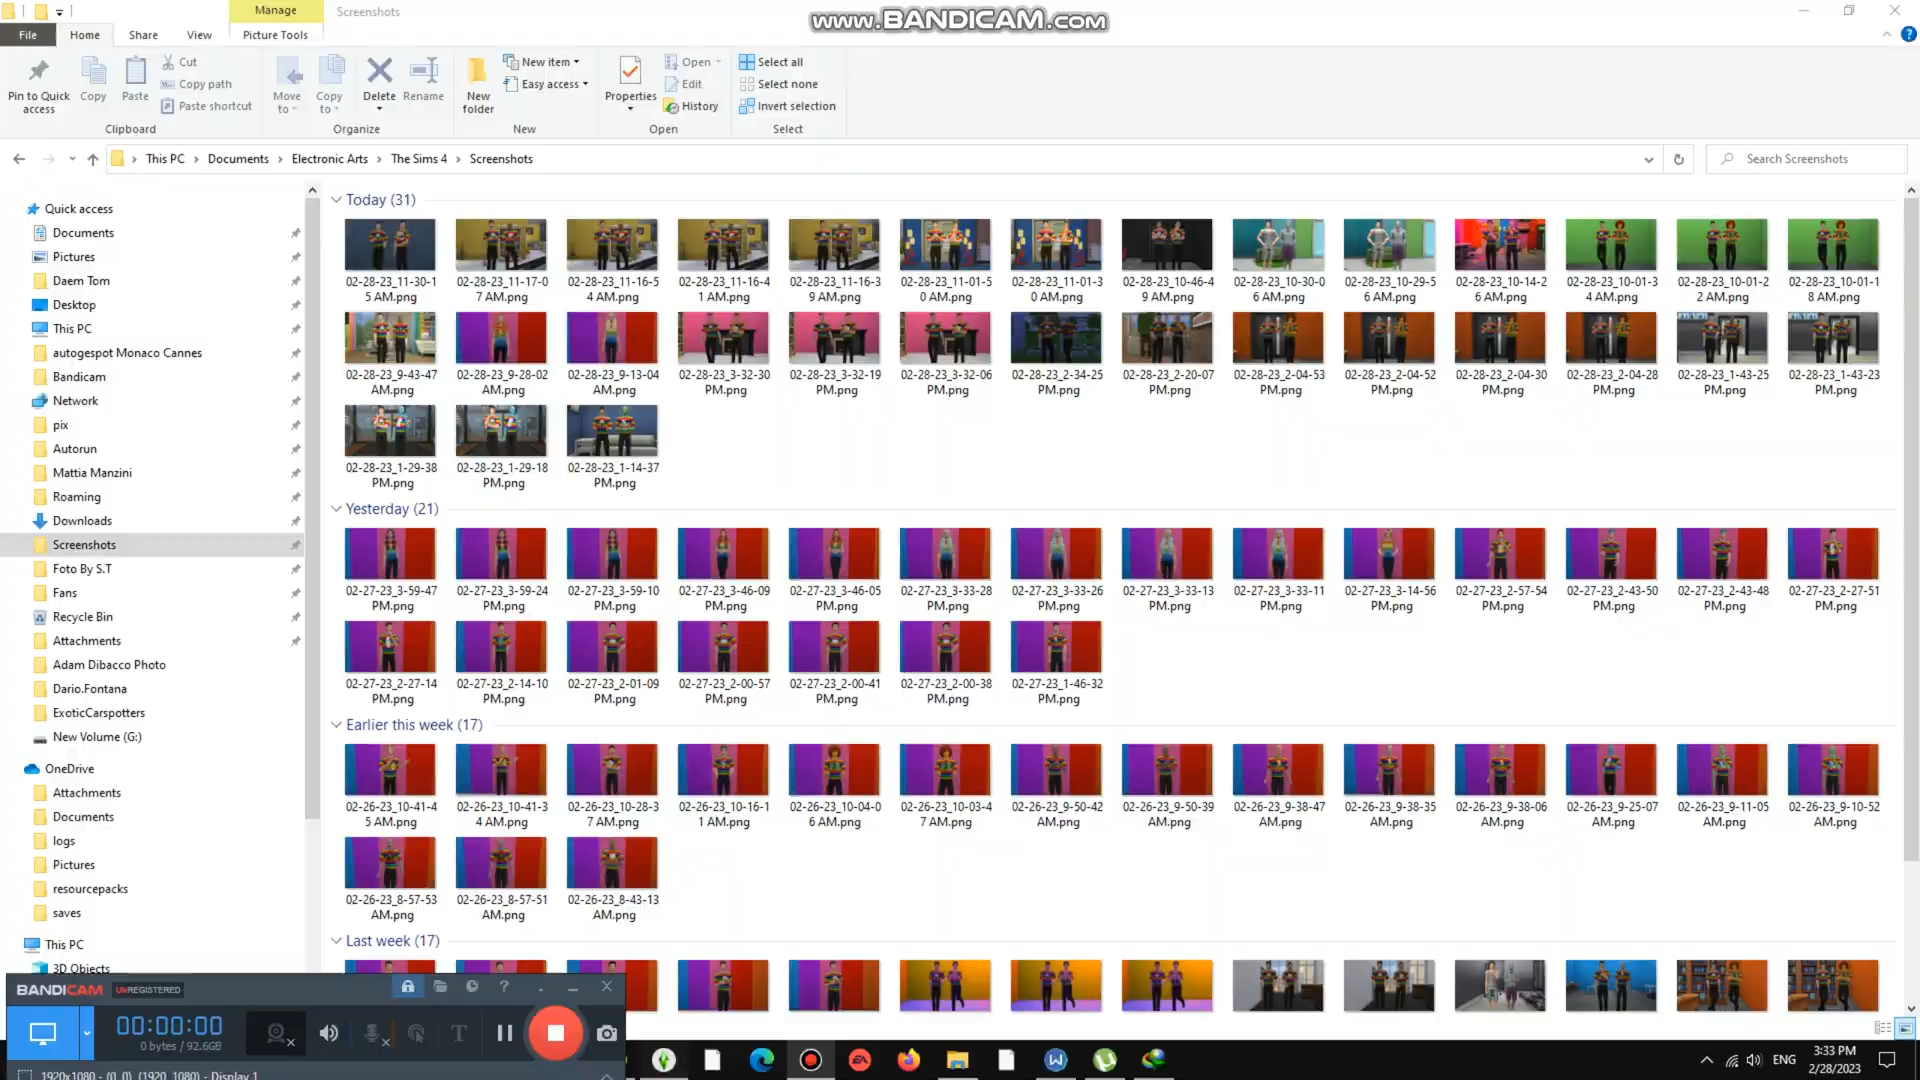 Manage
Screenshots
www.BANDICAM.com
File
Home
Share
View
Picture Tools
Pin to Quick access
Copy
Paste
Cut
Copy path
Paste shortcut
Move to
Copy to
Delete
Rename
New folder
New item
Easy access
Properties
Open
Edit
History
Select all
Select none
Invert selection
Clipboard
Organize
New
Open
Select
This PC > Documents > Electronic Arts > The Sims 4 > Screenshots
Search Screenshots
Quick access
Documents
Pictures
Daem Tom
Desktop
This PC
autogespot Monaco Cannes
Bandicam
Network
pix
Autorun
Mattia Manzini
Roaming
Downloads
Screenshots
Foto By S.T
Fans
Recycle Bin
Attachments
Adam Dibacco Photo
Dario.Fontana
ExoticCarspotters
New Volume (G:)
OneDrive
Attachments
Documents
logs
Pictures
resourcepacks
saves
This PC
3D Objects
Today (31)
02-28-23_11-30-15 AM.png
02-28-23_11-17-07 AM.png
02-28-23_11-16-54 AM.png
02-28-23_11-16-41 AM.png
02-28-23_11-16-39 AM.png
02-28-23_11-01-50 AM.png
02-28-23_11-01-30 AM.png
02-28-23_10-46-49 AM.png
02-28-23_10-30-06 AM.png
02-28-23_10-29-56 AM.png
02-28-23_10-14-26 AM.png
02-28-23_10-01-34 AM.png
02-28-23_10-01-22 AM.png
02-28-23_10-01-18 AM.png
02-28-23_9-43-47 AM.png
02-28-23_9-28-02 AM.png
02-28-23_9-13-04 AM.png
02-28-23_3-32-30 PM.png
02-28-23_3-32-19 PM.png
02-28-23_3-32-06 PM.png
02-28-23_2-34-25 PM.png
02-28-23_2-20-07 PM.png
02-28-23_2-04-53 PM.png
02-28-23_2-04-52 PM.png
02-28-23_2-04-30 PM.png
02-28-23_2-04-28 PM.png
02-28-23_1-43-25 PM.png
02-28-23_1-43-23 PM.png
02-28-23_1-29-38 PM.png
02-28-23_1-29-18 PM.png
02-28-23_1-14-37 PM.png
Yesterday (21)
02-27-23_3-59-47 PM.png
02-27-23_3-59-24 PM.png
02-27-23_3-59-10 PM.png
02-27-23_3-46-09 PM.png
02-27-23_3-46-05 PM.png
02-27-23_3-33-28 PM.png
02-27-23_3-33-26 PM.png
02-27-23_3-33-13 PM.png
02-27-23_3-33-11 PM.png
02-27-23_3-14-56 PM.png
02-27-23_2-57-54 PM.png
02-27-23_2-43-50 PM.png
02-27-23_2-43-48 PM.png
02-27-23_2-27-51 PM.png
02-27-23_2-27-14 PM.png
02-27-23_2-14-10 PM.png
02-27-23_2-01-09 PM.png
02-27-23_2-00-57 PM.png
02-27-23_2-00-41 PM.png
02-27-23_2-00-38 PM.png
02-27-23_1-46-32 PM.png
Earlier this week (17)
02-26-23_10-41-45 AM.png
02-26-23_10-41-34 AM.png
02-26-23_10-28-37 AM.png
02-26-23_10-16-11 AM.png
02-26-23_10-04-06 AM.png
02-26-23_10-03-47 AM.png
02-26-23_9-50-42 AM.png
02-26-23_9-50-39 AM.png
02-26-23_9-38-47 AM.png
02-26-23_9-38-35 AM.png
02-26-23_9-38-06 AM.png
02-26-23_9-25-07 AM.png
02-26-23_9-11-05 AM.png
02-26-23_9-10-52 AM.png
02-26-23_8-57-53 AM.png
02-26-23_8-57-51 AM.png
02-26-23_8-43-13 AM.png
Last week (17)
BANDICAM UNREGISTERED
00:00:00
0 bytes / 92.6GB
1920x1080 - (0, 0), (1920, 1080) - Display 1
ENG
3:33 PM
2/28/2023